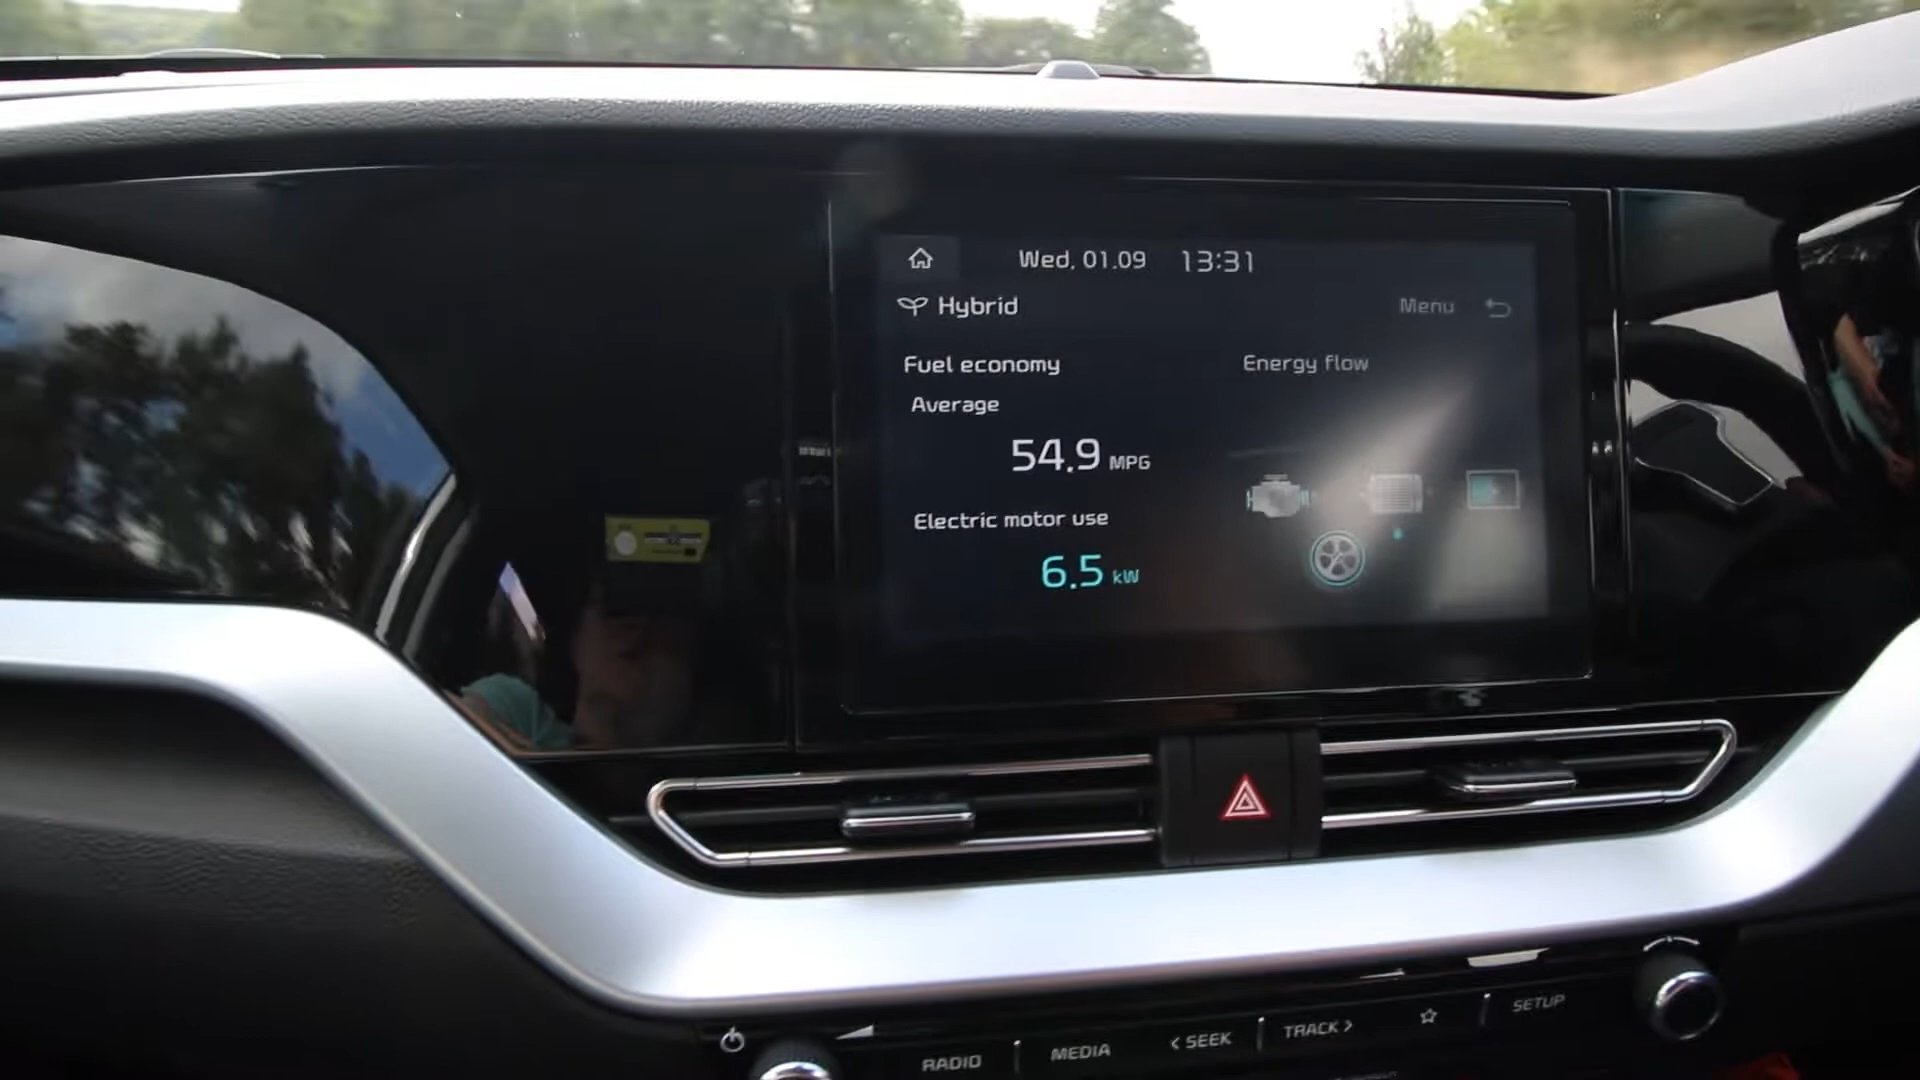 Wed, 01.09 13:31
Hybrid
Menu
Fuel economy
Energy flow
Average
54.9 MPG
Electric motor use
6.5 kW
RADIO
MEDIA
< SEEK
TRACK >
SETUP